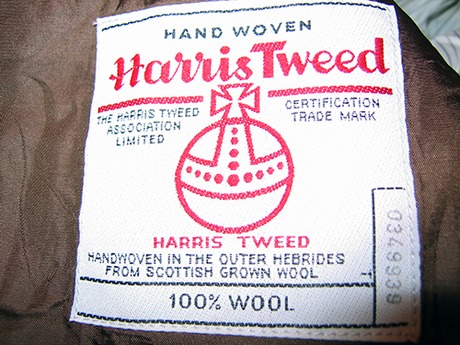 HAND WOVEN
Harris Tweed
THE HARRIS TWEED
ASSOCIATION
LIMITED
CERTIFICATION
TRADE MARK
HARRIS TWEED
HANDWOVEN IN THE OUTER HEBRIDES
FROM SCOTTISH GROWN WOOL
100% WOOL
0349939